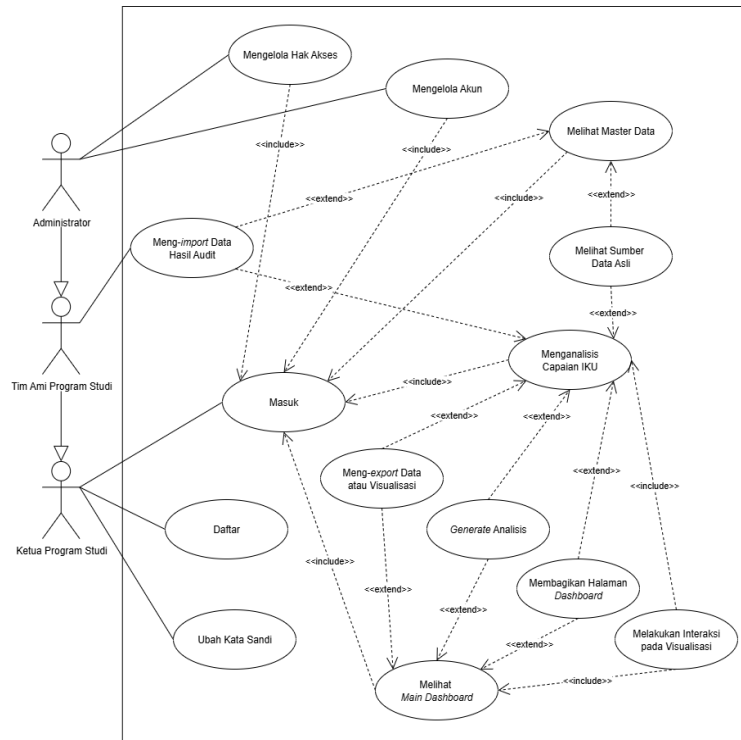 Mengelola Hak Akses
Mengelola Akun
<<include>>
<<include>>
Melihat Master Data
<<include>>
<<extend>>
<<extend>>
Administrator
Meng-import Data
Hasil Audit
Melihat Sumber
Data Asli
<<extend>>
<<extend>>
Tim Ami Program Studi
Menganalisis
Capaian IKU
Masuk
<<include>>
<<extend>>
<<extend>>
<<extend>>
<<include>>
Meng-export Data
atau Visualisasi
Generate Analisis
Ketua Program Studi
Daftar
<<include>>
<<extend>>
<<extend>>
Membagikan Halaman
Dashboard
<<extend>>
Ubah Kata Sandi
Melakukan Interaksi
pada Visualisasi
<<include>>
Melihat
Main Dashboard